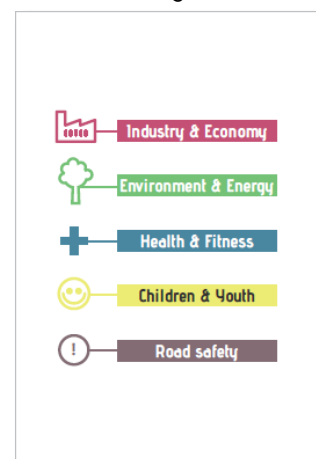 Industry & Economy
Environment & Energy
Health & Fitness
Children & Youth
!
Road safety